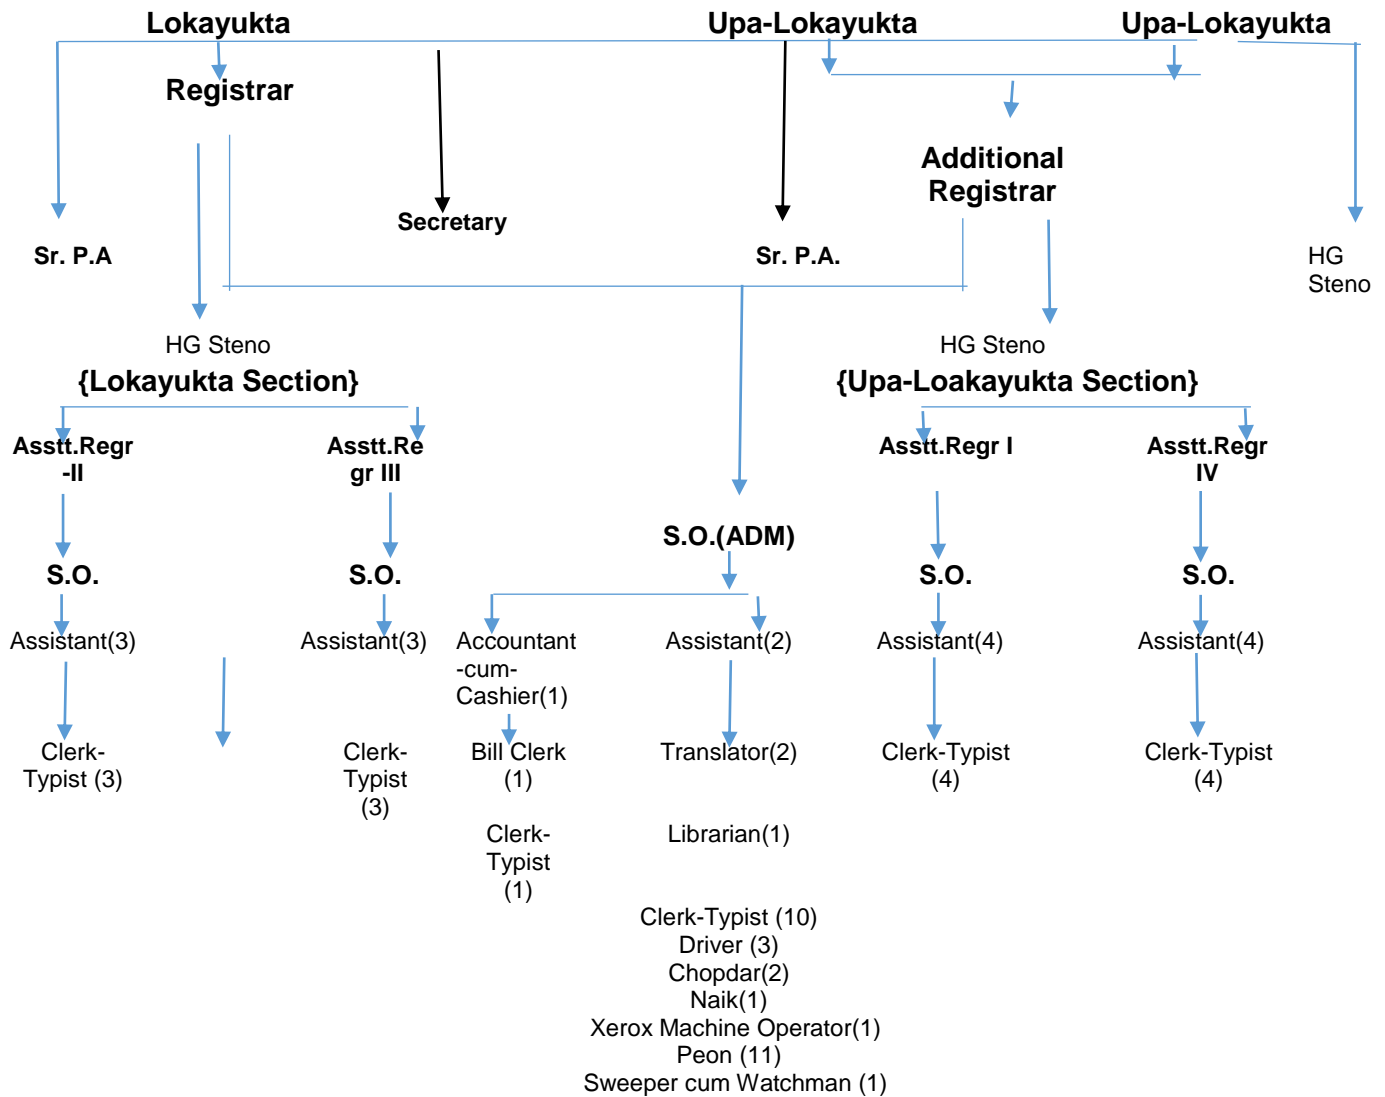 Lokayukta
Upa-Lokayukta
Upa-Lokayukta
Registrar
Additional
Registrar
Secretary
Sr. P.A
Sr. P.A.
HG
Steno
HG Steno
HG Steno
{Lokayukta Section}
{Upa-Loakayukta Section}
Asstt.Regr
-II
Asstt.Re
gr III
Asstt.Regr I
Asstt.Regr
IV
S.O.(ADM)
S.O.
S.O.
S.O.
S.O.
Assistant(3)
Assistant(3)
Accountant
-cum-
Cashier(1)
Assistant(2)
Assistant(4)
Assistant(4)
Clerk-
Typist (3)
Clerk-
Typist
(3)
Bill Clerk
(1)
Translator(2)
Clerk-Typist
(4)
Clerk-Typist
(4)
Clerk-
Typist
(1)
Librarian(1)
Clerk-Typist (10)
Driver (3)
Chopdar(2)
Naik(1)
Xerox Machine Operator(1)
Peon (11)
Sweeper cum Watchman (1)